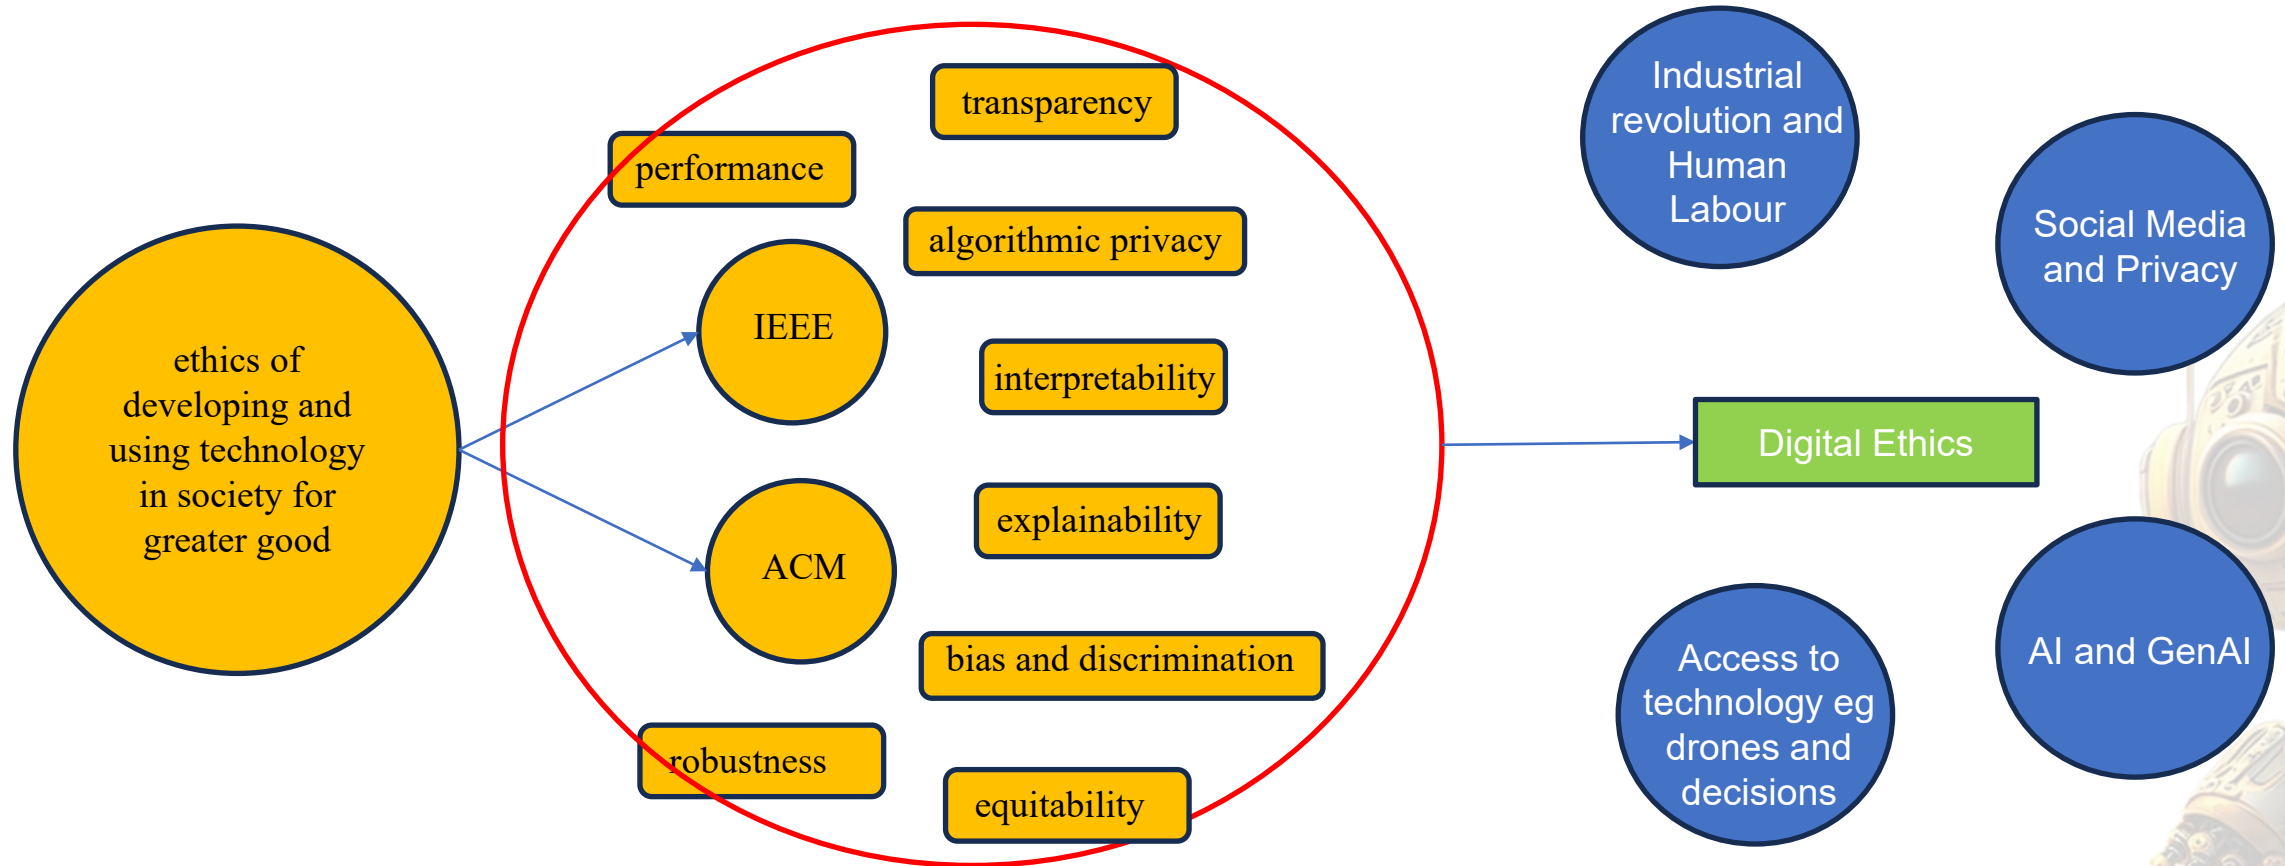 ethics of
developing and
using technology
in society for
greater good
performance
transparency
algorithmic privacy
IEEE
interpretability
explainability
ACM
bias and discrimination
robustness
equitability
Industrial
revolution and
Human
Labour
Social Media
and Privacy
Digital Ethics
Access to
technology eg
drones and
decisions
AI and GenAI